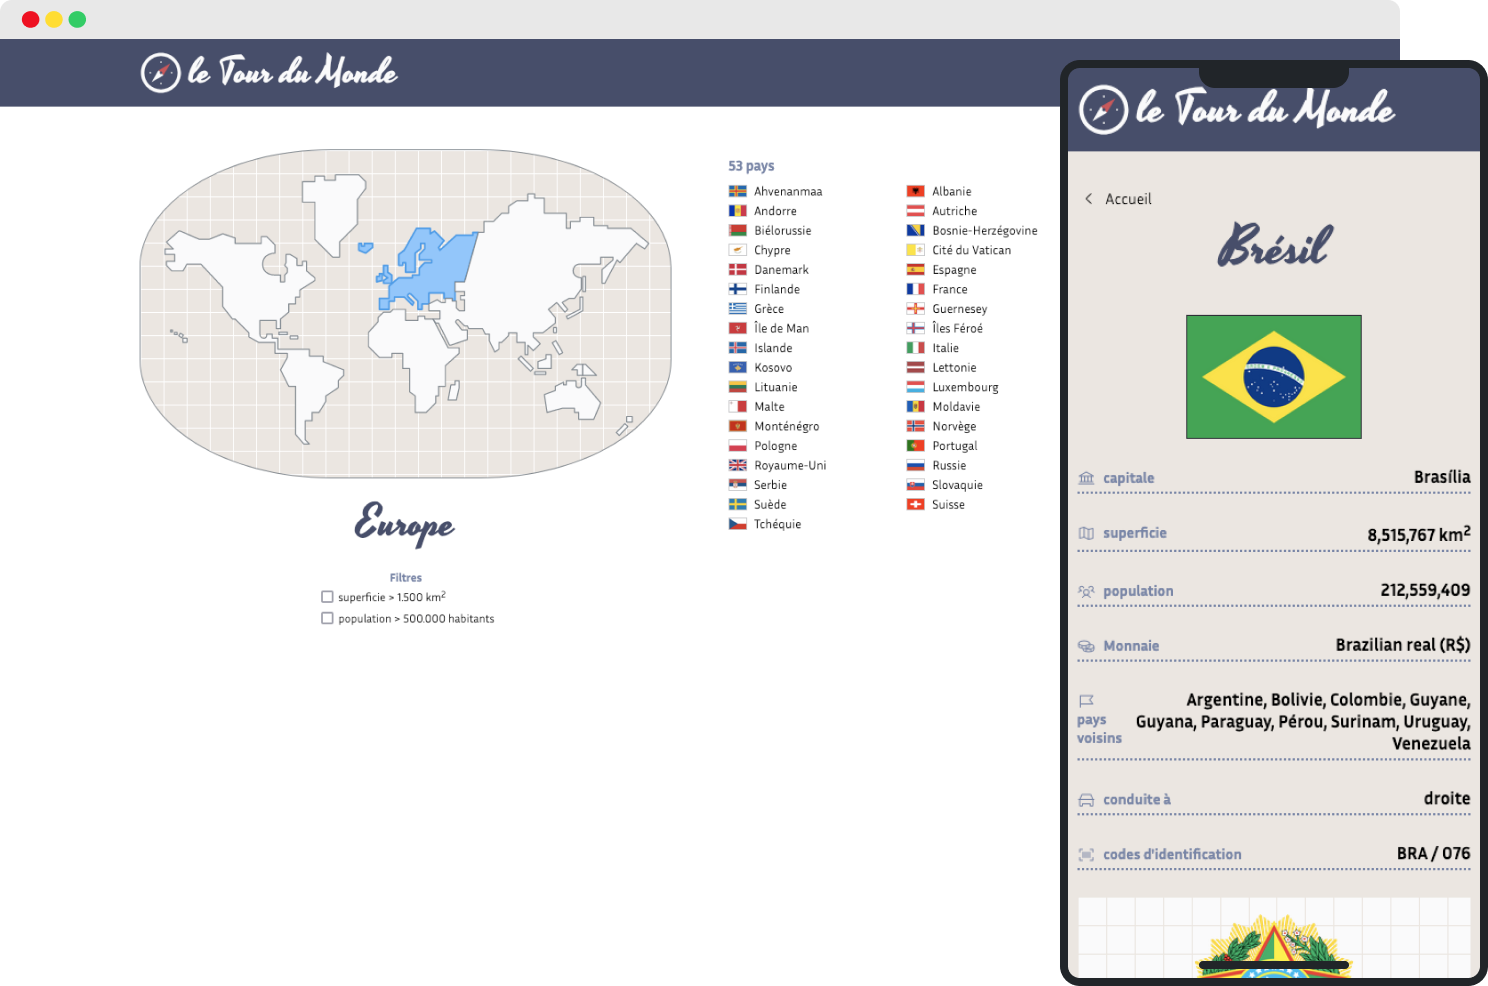 le Tour du Monde
53 pays
Ahvenanmaa
Albanie
Andorre
Autriche
Biélorussie
Bosnie-Herzégovine
Chypre
Cité du Vatican
Danemark
Espagne
Finlande
France
Grèce
Guernesey
Île de Man
Îles Féroé
Islande
Italie
Kosovo
Lettonie
Lituanie
Luxembourg
Malte
Moldavie
Monténégro
Norvège
Pologne
Portugal
Royaume-Uni
Russie
Serbie
Slovaquie
Suède
Suisse
Tchéquie
Europe
Filtres
superficie > 1.500 km²
population > 500.000 habitants
le Tour du Monde
Accueil
Brésil
capitale Brasília
superficie 8,515,767 km²
population 212,559,409
Monnaie Brazilian real (R$)
pays voisins Argentine, Bolivie, Colombie, Guyane,
Guyana, Paraguay, Pérou, Surinam, Uruguay,
Venezuela
conduite à droite
codes d'identification BRA / 076